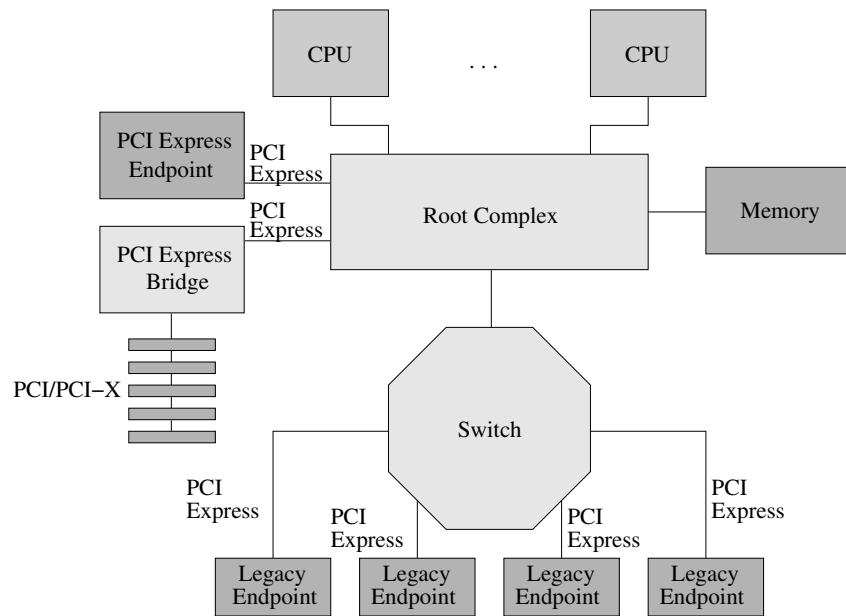 CPU
. . .
CPU
PCI Express
Endpoint
PCI
Express
PCI
Express
Root Complex
Memory
PCI Express
Bridge
PCI/PCI−X
Switch
PCI
Express
PCI
Express
PCI
Express
PCI
Express
Legacy
Endpoint
Legacy
Endpoint
Legacy
Endpoint
Legacy
Endpoint